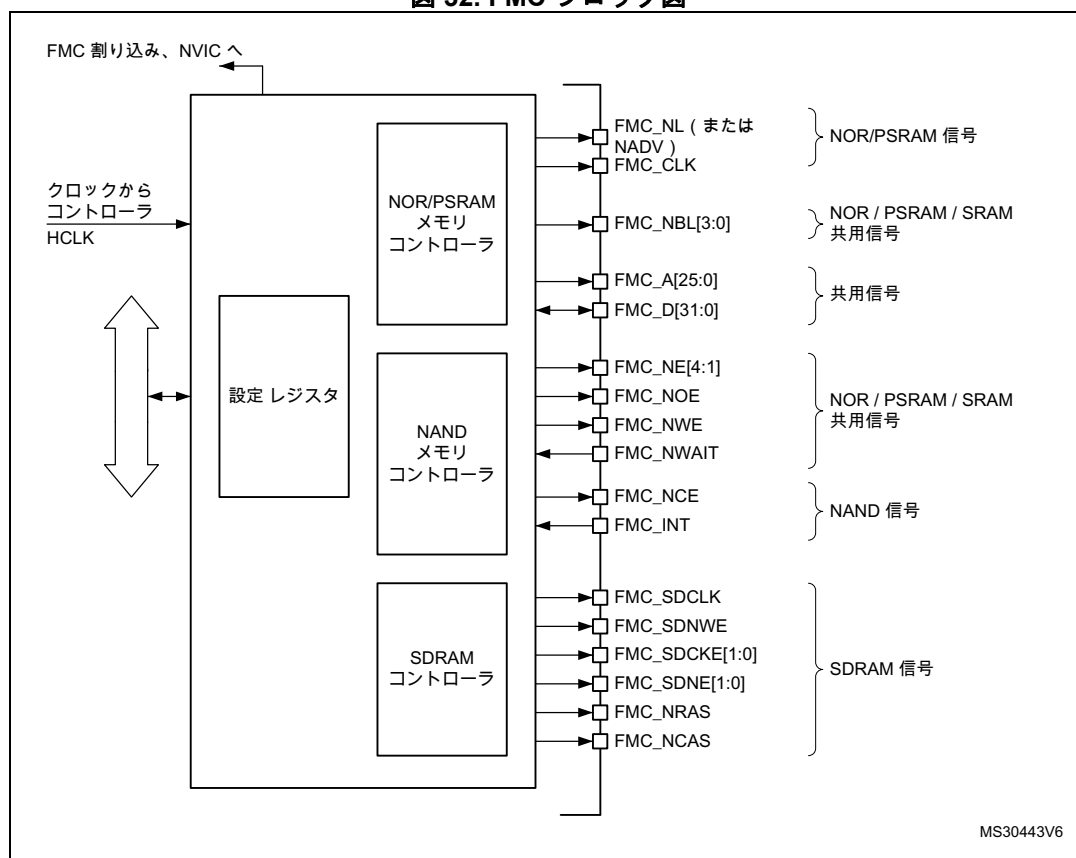 図 32. FMC ブロック図
FMC 割り込み、NVIC へ
クロックから
コントローラ
HCLK
設定 レジスタ
NOR/PSRAM
メモリ
コントローラ
NAND
メモリ
コントローラ
SDRAM
コントローラ
FMC_NL ( または
NADV )
FMC_CLK
FMC_NBL[3:0]
FMC_A[25:0]
FMC_D[31:0]
FMC_NE[4:1]
FMC_NOE
FMC_NWE
FMC_NWAIT
FMC_NCE
FMC_INT
FMC_SDCLK
FMC_SDNWE
FMC_SDCKE[1:0]
FMC_SDNE[1:0]
FMC_NRAS
FMC_NCAS
NOR/PSRAM 信号
NOR / PSRAM / SRAM
共用信号
共用信号
NOR / PSRAM / SRAM
共用信号
NAND 信号
SDRAM 信号
MS30443V6